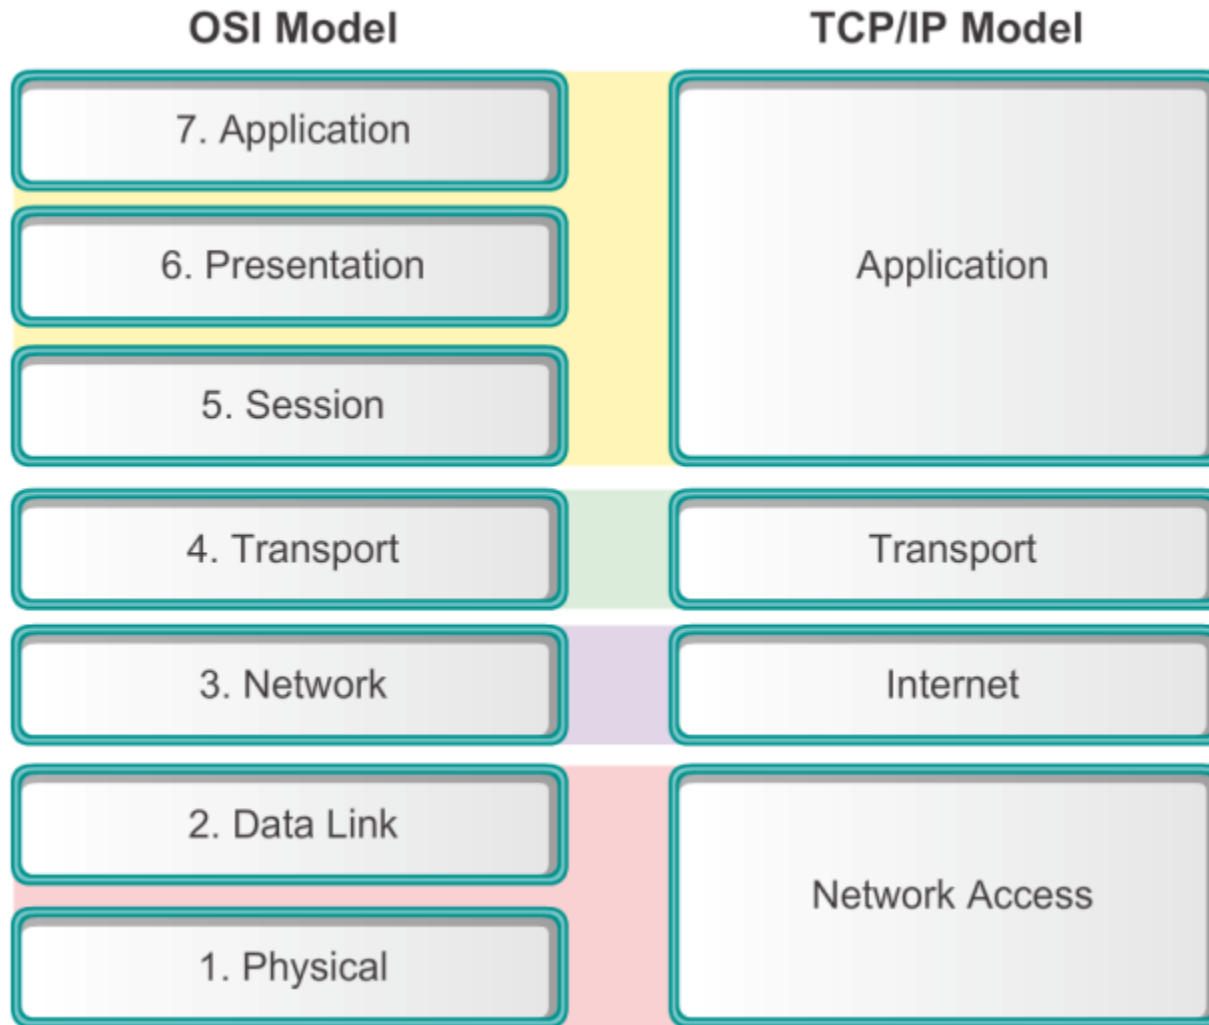 OSI Model
TCP/IP Model
7. Application
6. Presentation
5. Session
Application
4. Transport
Transport
3. Network
Internet
2. Data Link
1. Physical
Network Access